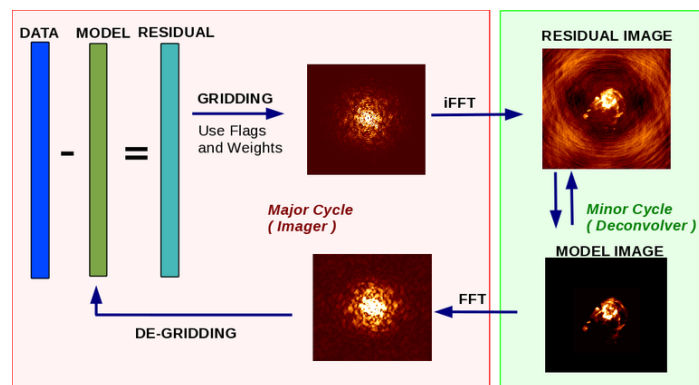 DATA MODEL RESIDUAL
-
=
GRIDDING
Use Flags
and Weights
iFFT
RESIDUAL IMAGE
Major Cycle
( Imager )
Minor Cycle
( Deconvolver )
MODEL IMAGE
FFT
DE-GRIDDING